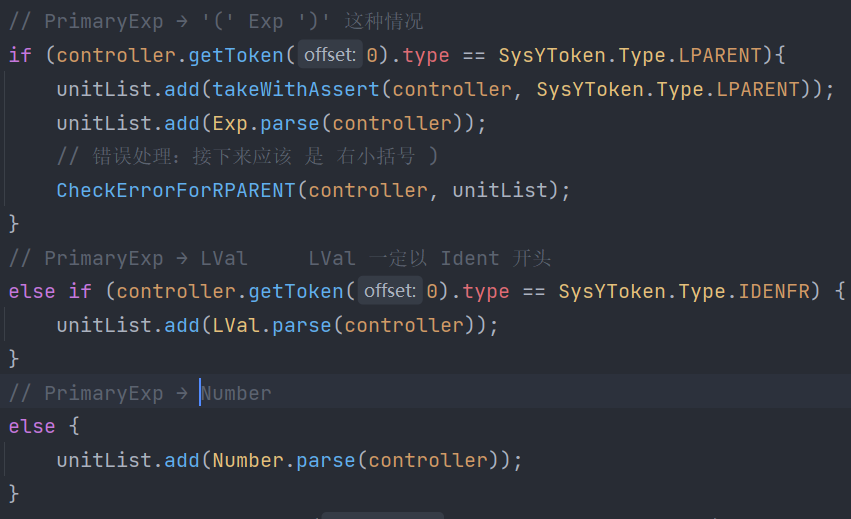 // PrimaryExp → '(' Exp ')' 这种情况
if (controller.getToken( offset: 0).type == SysYToken.Type.LPARENT){
    unitList.add(takeWithAssert(controller, SysYToken.Type.LPARENT));
    unitList.add(Exp.parse(controller));
    // 错误处理：接下来应该 是 右小括号 )
    CheckErrorForRPARENT(controller, unitList);
}
// PrimaryExp → LVal     LVal 一定以 Ident 开头
else if (controller.getToken( offset: 0).type == SysYToken.Type.IDENFR) {
    unitList.add(LVal.parse(controller));
}
// PrimaryExp → Number
else {
    unitList.add(Number.parse(controller));
}